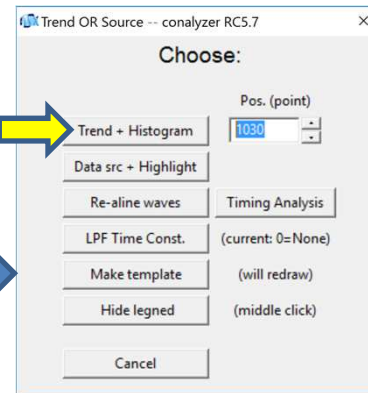 Trend OR Source -- conalyzer RC5.7
Choose:
Pos. (point)
Trend + Histogram 1030
Data src + Highlight
Re-aline waves Timing Analysis
LPF Time Const. (current: 0=None)
Make template (will redraw)
Hide legned (middle click)
Cancel